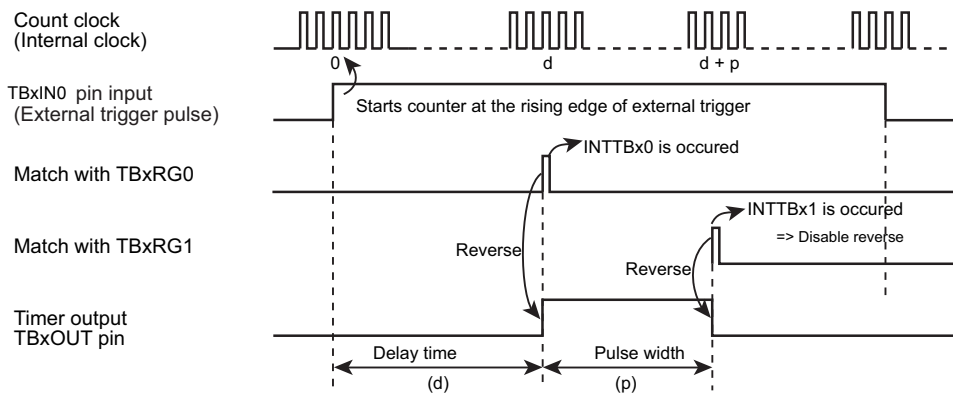 Count clock
(Internal clock)
0
d
d + p
TBxIN0 pin input
(External trigger pulse)
Starts counter at the rising edge of external trigger
INTTBx0 is occured
Match with TBxRG0
INTTBx1 is occured
=> Disable reverse
Match with TBxRG1
Reverse
Reverse
Timer output
TBxOUT pin
Delay time
(d)
Pulse width
(p)